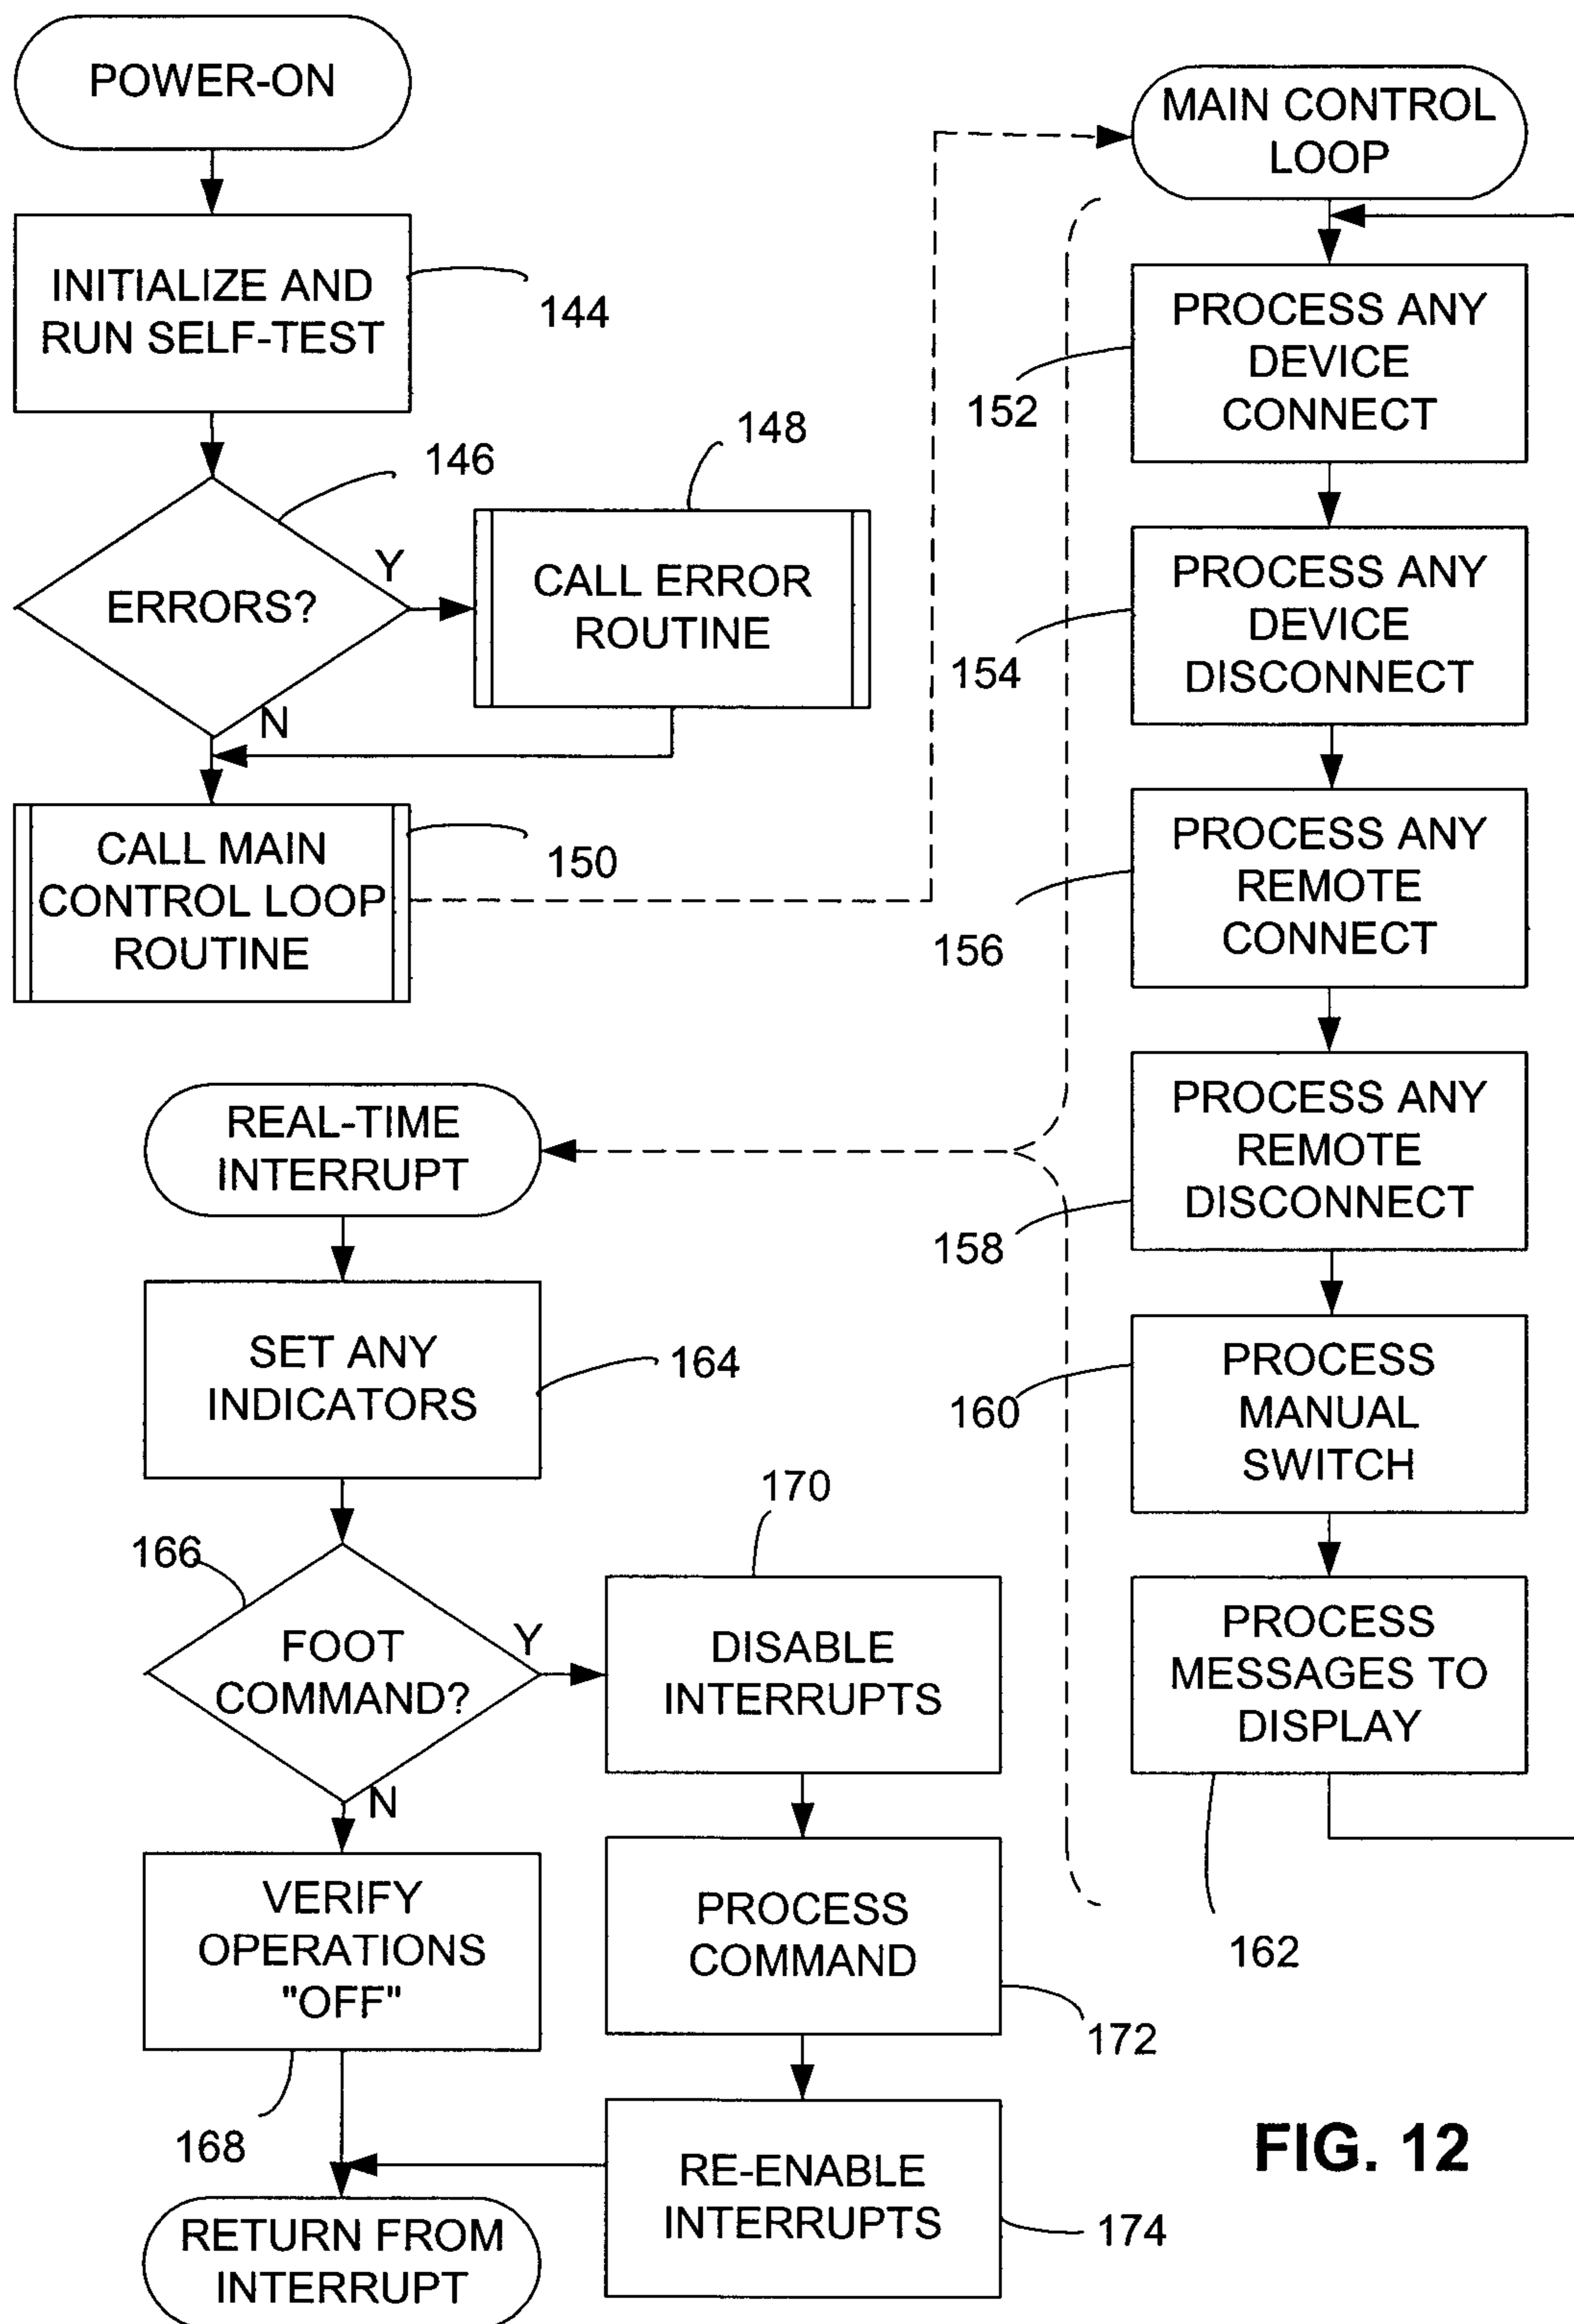 POWER-ON
INITIALIZE AND
RUN SELF-TEST
144
146
ERRORS?
Y
N
148
CALL ERROR
ROUTINE
CALL MAIN
CONTROL LOOP
ROUTINE
150
MAIN CONTROL
LOOP
PROCESS ANY
DEVICE
CONNECT
152
PROCESS ANY
DEVICE
DISCONNECT
154
PROCESS ANY
REMOTE
CONNECT
156
PROCESS ANY
REMOTE
DISCONNECT
158
PROCESS
MANUAL
SWITCH
160
PROCESS
MESSAGES TO
DISPLAY
162
REAL-TIME
INTERRUPT
SET ANY
INDICATORS
164
166
FOOT
COMMAND?
Y
N
170
DISABLE
INTERRUPTS
VERIFY
OPERATIONS
"OFF"
168
PROCESS
COMMAND
172
RE-ENABLE
INTERRUPTS
174
RETURN FROM
INTERRUPT
FIG. 12